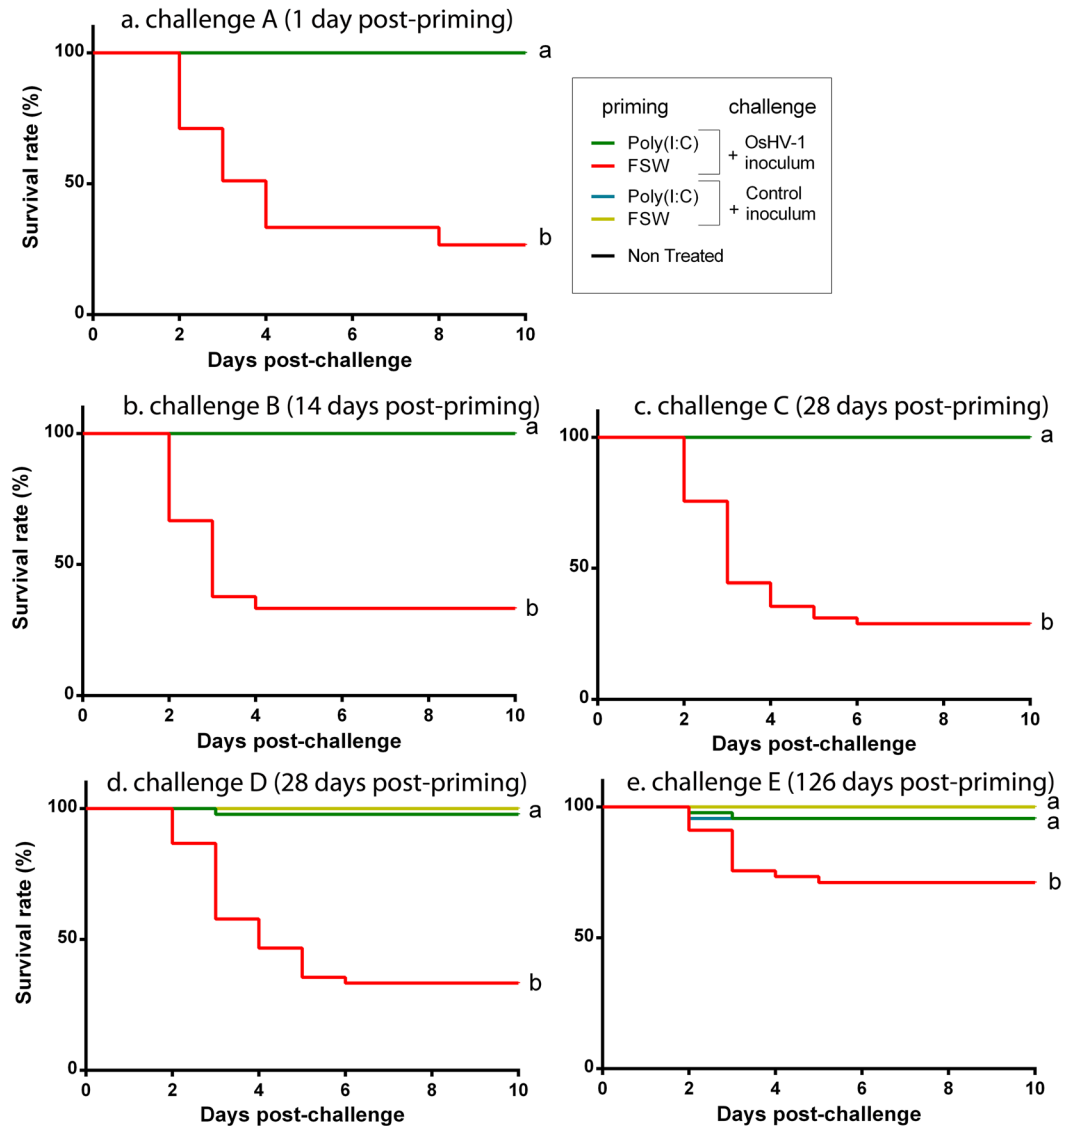 a. challenge A (1 day post-priming)
Survival rate (%)
100
50
0
a
b
0 2 4 6 8 10
Days post-challenge
priming challenge
Poly(I:C)
FSW
+ OsHV-1
inoculum
Poly(I:C)
FSW
+ Control
inoculum
Non Treated
b. challenge B (14 days post-priming)
Survival rate (%)
100
50
0
a
b
0 2 4 6 8 10
Days post-challenge
c. challenge C (28 days post-priming)
100
50
0
a
b
0 2 4 6 8 10
Days post-challenge
d. challenge D (28 days post-priming)
Survival rate (%)
100
50
0
a
b
0 2 4 6 8 10
Days post-challenge
e. challenge E (126 days post-priming)
100
50
0
a
a
b
0 2 4 6 8 10
Days post-challenge